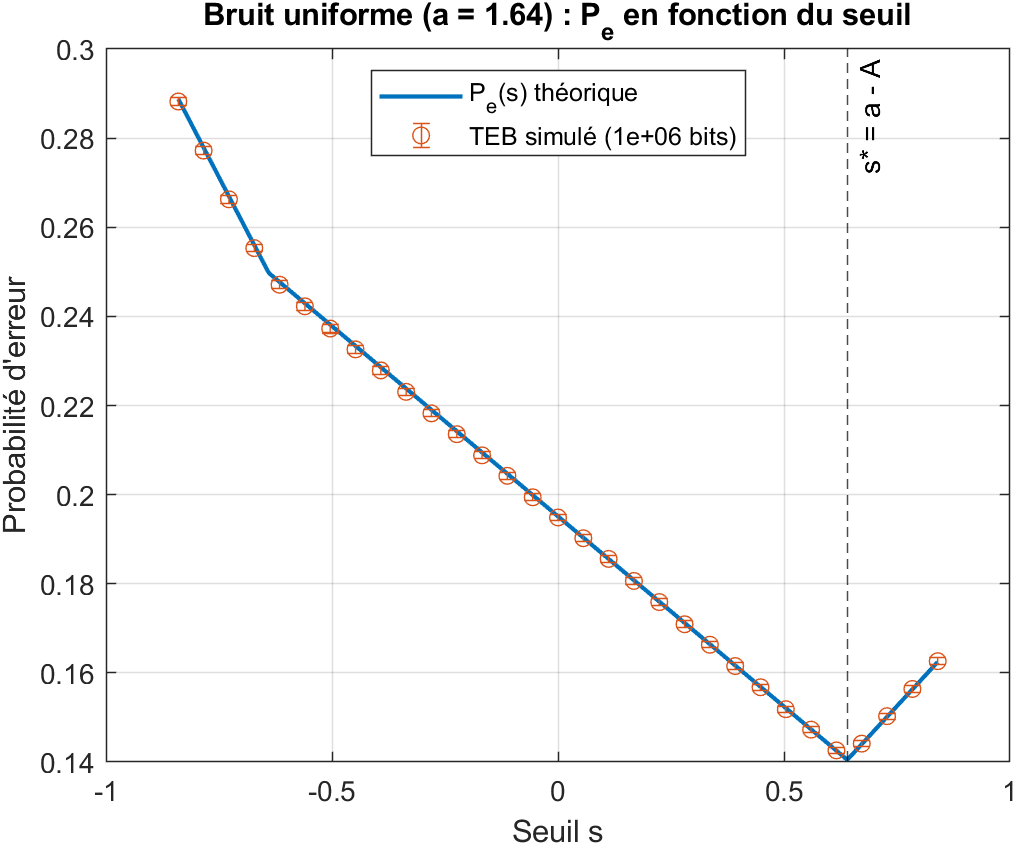 Bruit uniforme (a = 1.64) : Pe en fonction du seuil
Pe(s) théorique
TEB simulé (1e+06 bits)
s* = a - A
Probabilité d'erreur
0.3
0.28
0.26
0.24
0.22
0.2
0.18
0.16
0.14
-1
-0.5
0
0.5
1
Seuil s